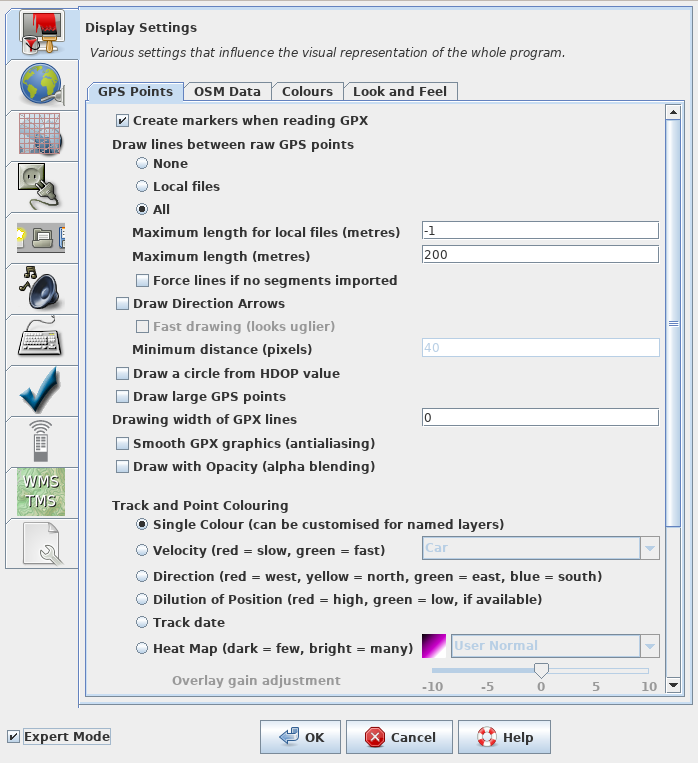 Display Settings
Various settings that influence the visual representation of the whole program.
GPS Points OSM Data Colours Look and Feel
Create markers when reading GPX
Draw lines between raw GPS points
None
Local files
All
Maximum length for local files (metres) -1
Maximum length (metres) 200
Force lines if no segments imported
Draw Direction Arrows
Fast drawing (looks uglier)
Minimum distance (pixels) 40
Draw a circle from HDOP value
Draw large GPS points
Drawing width of GPX lines 0
Smooth GPX graphics (antialiasing)
Draw with Opacity (alpha blending)
WMS
TMS
Track and Point Colouring
Single Colour (can be customised for named layers)
Velocity (red = slow, green = fast) Car
Direction (red = west, yellow = north, green = east, blue = south)
Dilution of Position (red = high, green = low, if available)
Track date
Heat Map (dark = few, bright = many) User Normal
Overlay gain adjustment -10 -5 0 5 10
Expert Mode OK Cancel Help